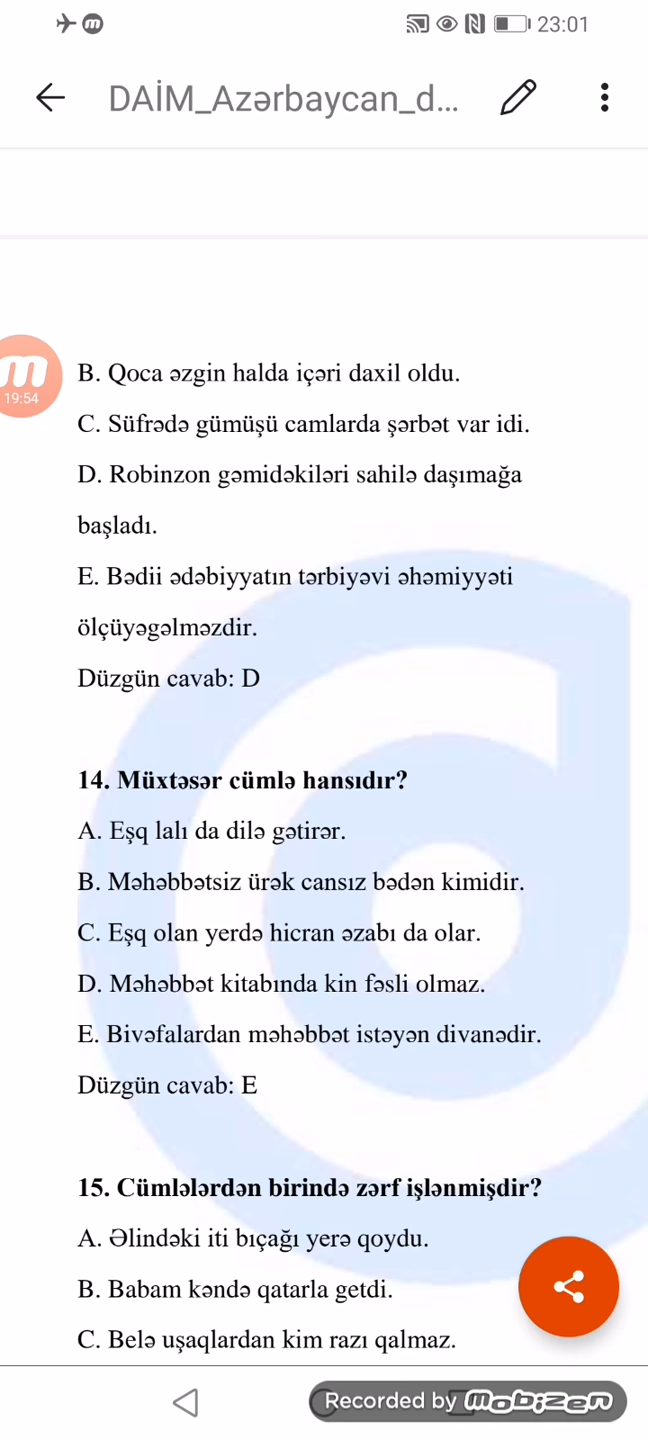 23:01
DAİM_Azərbaycan_d...
m
19:54
B. Qoca əzgin halda içəri daxil oldu.
C. Süfrədə gümüşü camlarda şərbət var idi.
D. Robinzon gəmidəkiləri sahilə daşımağa
başladı.
E. Bədii ədəbiyyatın tərbiyəvi əhəmiyyəti
ölçüyəgəlməzdir.
Düzgün cavab: D
14. Müxtəsər cümlə hansıdır?
A. Eşq lalı da dilə gətirər.
B. Məhəbbətsiz ürək cansız bədən kimidir.
C. Eşq olan yerdə hicran əzabı da olar.
D. Məhəbbət kitabında kin fəsli olmaz.
E. Bivəfalardan məhəbbət istəyən divanədir.
Düzgün cavab: E
15. Cümlələrdən birində zərf işlənmişdir?
A. Əlindəki iti bıçağı yerə qoydu.
B. Babam kəndə qatarla getdi.
C. Belə uşaqlardan kim razı qalmaz.
Recorded by mobizen